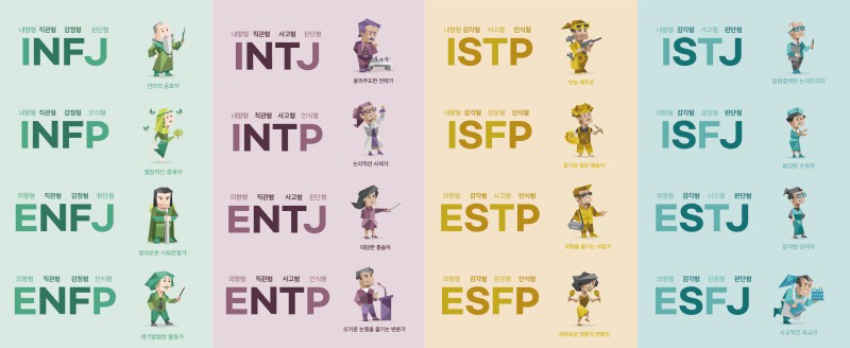 내향형 직관형 감정형 판단형
INFJ
선의의 옹호자
내향형 직관형 감정형 인식형
INFP
열정적인 중재자
의향형 직관형 감정형 판단형
ENFJ
정의로운 사회운동가
의향형 직관형 감정형 인식형
ENFP
재기발랄한 활동가
내향형 직관형 사고형 판단형
INTJ
용의주도한 전략가
내향형 직관형 사고형 인식형
INTP
논리적인 사색가
의향형 직관형 사고형 판단형
ENTJ
대담한 통솔자
의향형 직관형 사고형 인식형
ENTP
뜨거운 논쟁을 즐기는 변론가
내향형 감각형 사고형 인식형
ISTP
만능 재주꾼
내향형 감각형 감정형 인식형
ISFP
호기심 많은 예술가
의향형 감각형 사고형 인식형
ESTP
모험을 즐기는 사업가
의향형 감각형 감정형 인식형
ESFP
자유로운 영혼의 연예인
내향형 감각형 사고형 판단형
ISTJ
청렴결백한 논리주의자
내향형 감각형 감정형 판단형
ISFJ
용감한 수호자
의향형 감각형 사고형 판단형
ESTJ
엄격한 관리자
의향형 감각형 감정형 판단형
ESFJ
사교적인 외교관